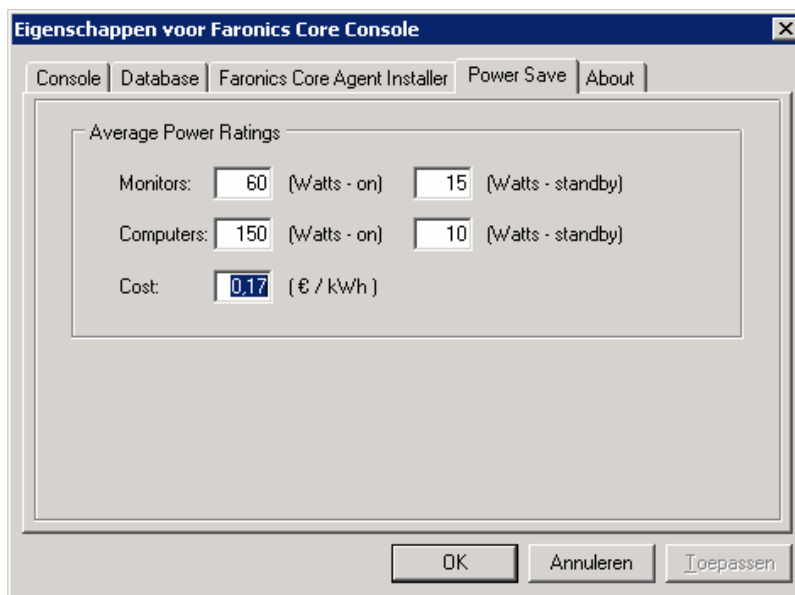 Eigenschappen voor Faronics Core Console
Console Database Faronics Core Agent Installer Power Save About
Average Power Ratings
Monitors: 60 (Watts - on) 15 (Watts - standby)
Computers: 150 (Watts - on) 10 (Watts - standby)
Cost: 0,17 ( € / kWh )
OK Annuleren Toepassen